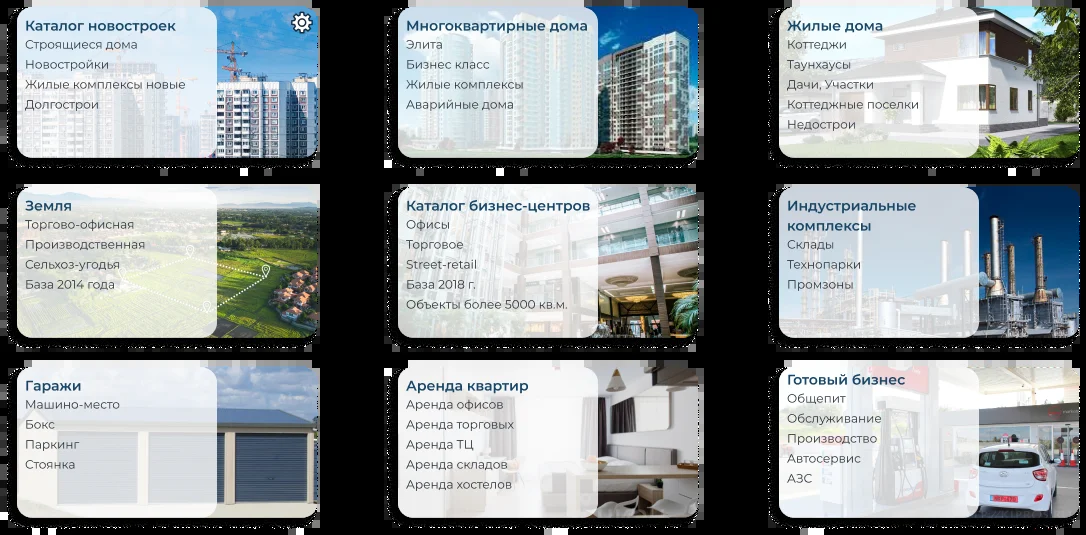 Каталог новостроек
Строящиеся дома
Новостройки
Жилые комплексы новые
Долгострои
Многоквартирные дома
Элита
Бизнес класс
Жилые комплексы
Аварийные дома
Жилые дома
Коттеджи
Таунхаусы
Дачи, Участки
Коттеджные поселки
Недострои
Земля
Торгово-офисная
Производственная
Сельхоз-угодья
База 2014 года
Каталог бизнес-центров
Офисы
Торговое
Street-retail
База 2018 г.
Объекты более 5000 кв.м.
Индустриальные
комплексы
Склады
Технопарки
Промзоны
Гаражи
Машино-место
Бокс
Паркинг
Стоянка
Аренда квартир
Аренда офисов
Аренда торговых
Аренда ТЦ
Аренда складов
Аренда хостелов
Готовый бизнес
Общепит
Обслуживание
Производство
Автосервис
АЗС